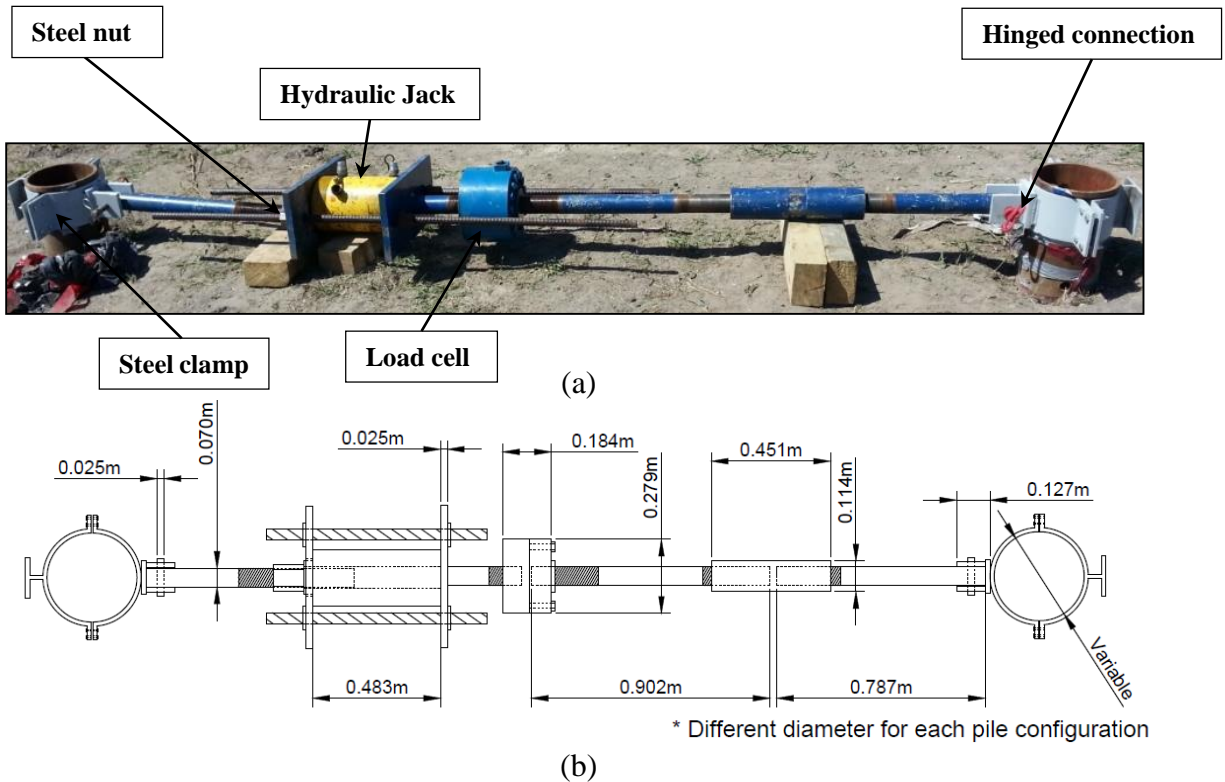 Steel nut
Hinged connection
Hydraulic Jack
Steel clamp
Load cell
(a)
0.025m
0.070m
0.025m
0.184m
0.279m
0.451m
0.114m
0.127m
0.483m
0.902m
0.787m
Variable
* Different diameter for each pile configuration
(b)